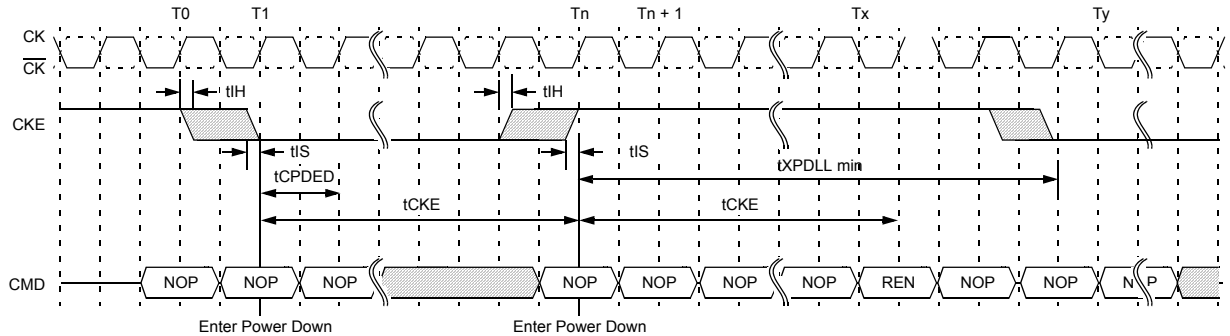 T0 T1 Tn Tn + 1 Tx Ty
CK
CK
tIH tIH
CKE
tIS tIS
tXPDLL min
tCPDED
tCKE tCKE
CMD NOP NOP NOP NOP NOP NOP NOP REN NOP NOP NOP
Enter Power Down Enter Power Down